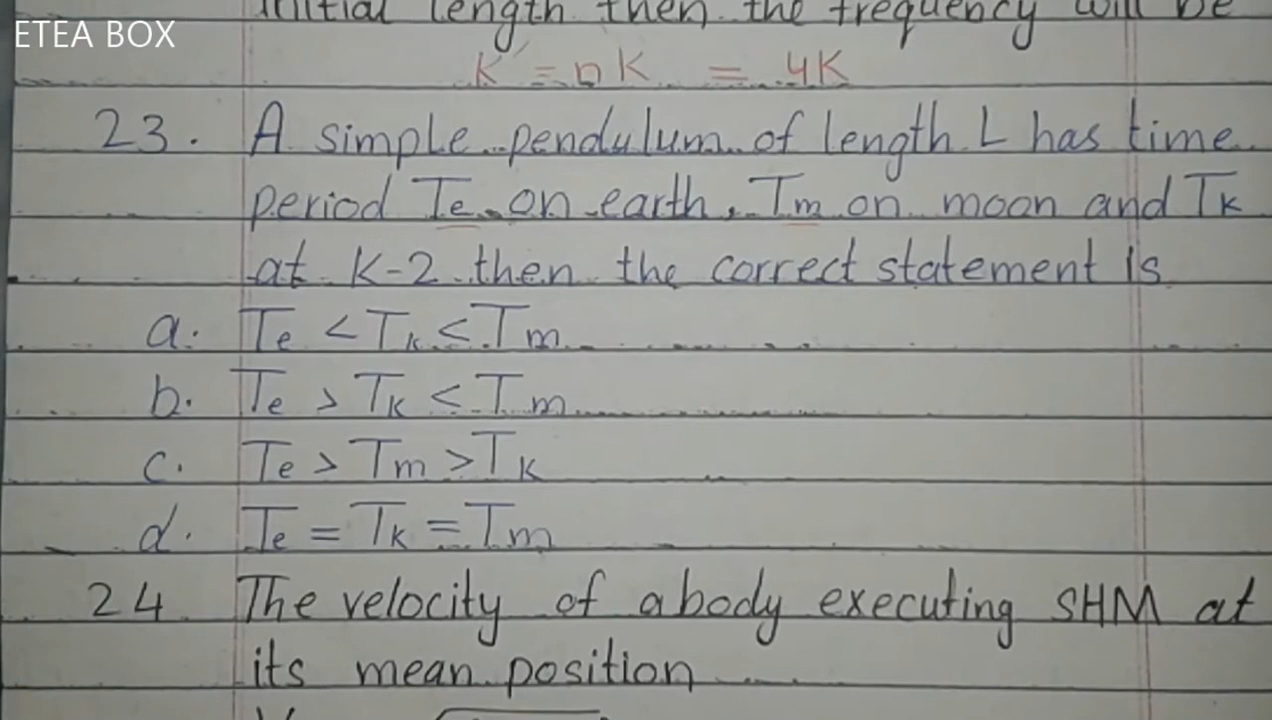 initial length then the frequency will be
ETEA BOX
K' = nK = 4K
23. A simple pendulum of length L has time
period Te on earth, Tm on moon and TK
at K-2 then the correct statement is
a. Te < Tk < Tm
b. Te > TK < Tm
c. Te > Tm > TK
d. Te = TK = Tm
24 The velocity of a body executing SHM at
its mean position